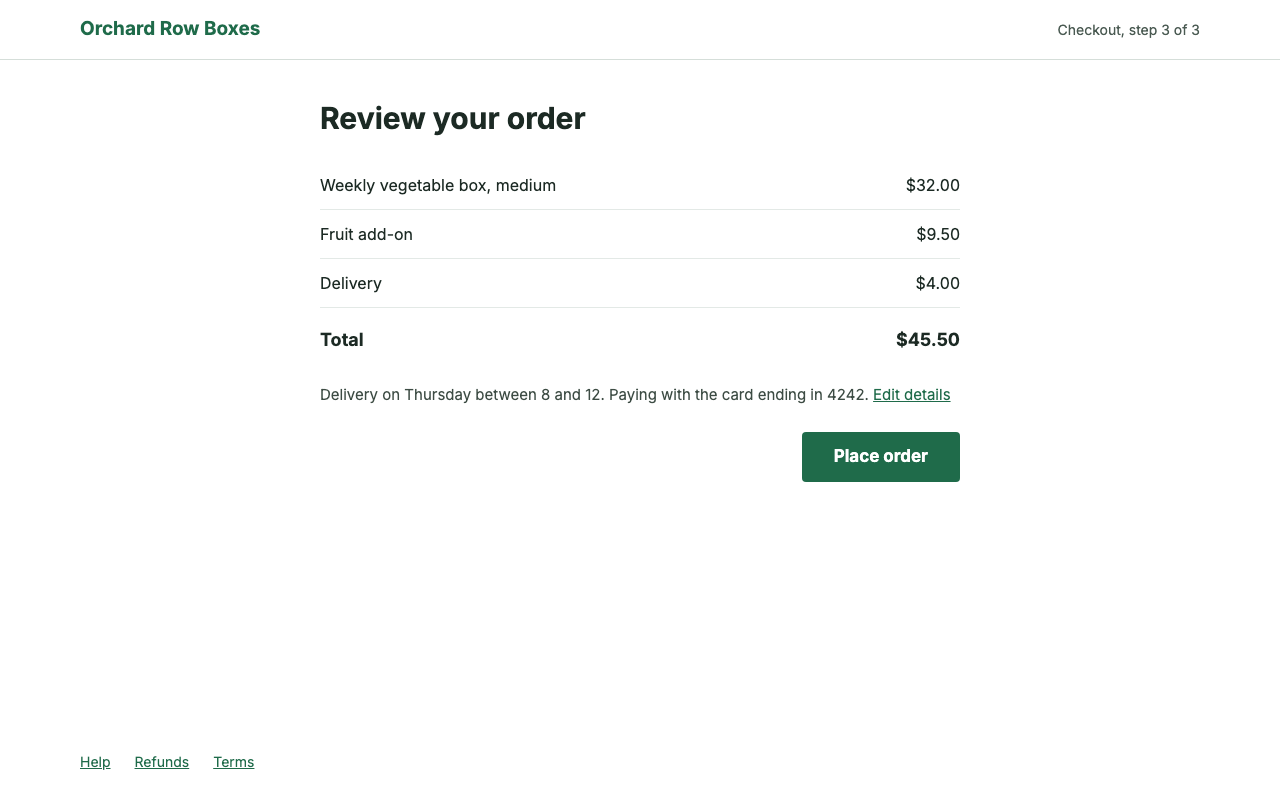 Orchard Row Boxes
Checkout, step 3 of 3
Review your order
Weekly vegetable box, medium $32.00
Fruit add-on $9.50
Delivery $4.00
Total $45.50
Delivery on Thursday between 8 and 12. Paying with the card ending in 4242. Edit details
Place order
Help Refunds Terms